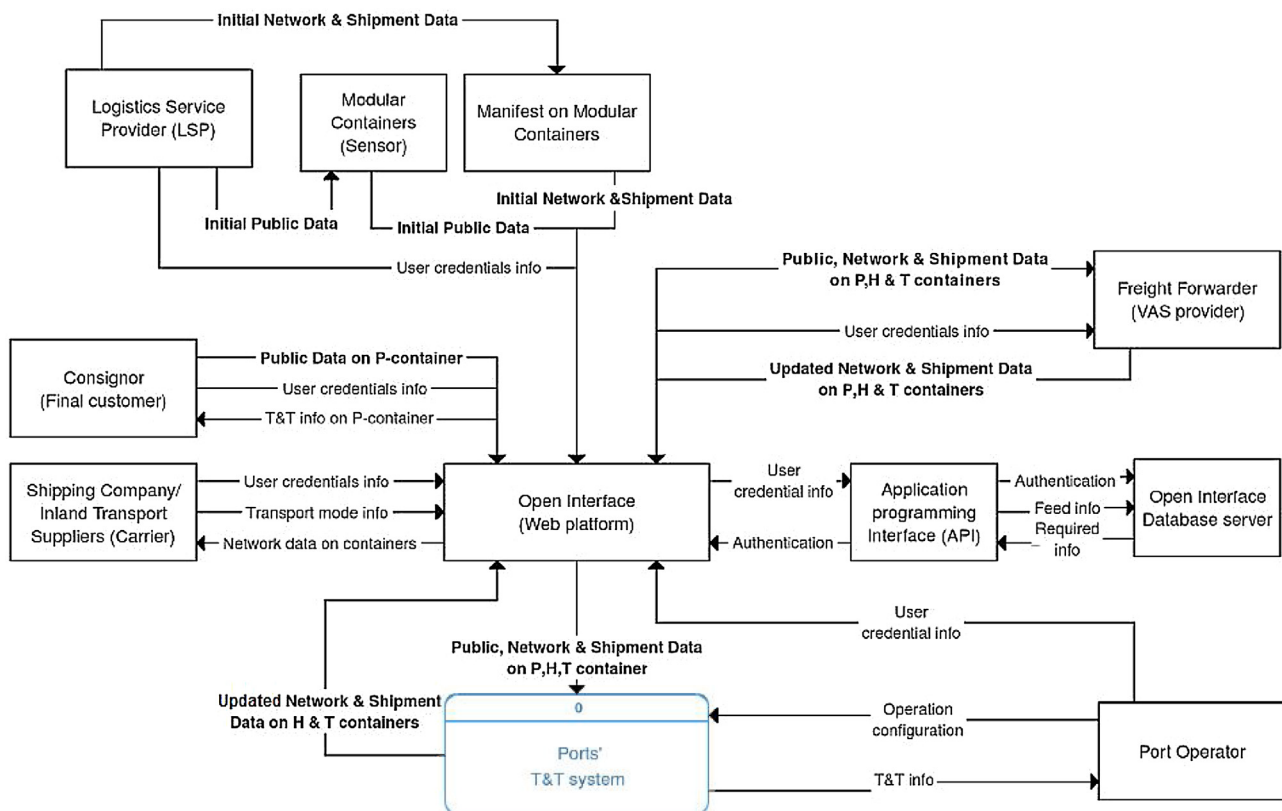 Initial Network & Shipment Data
Logistics Service
Provider (LSP)
Modular
Containers
(Sensor)
Manifest on Modular
Containers
Initial Public Data
Initial Public Data
Initial Network &Shipment Data
User credentials info
Public, Network & Shipment Data
on P,H & T containers
Freight Forwarder
(VAS provider)
User credentials info
Updated Network & Shipment Data
on P,H & T containers
Consignor
(Final customer)
Public Data on P-container
User credentials info
T&T info on P-container
Shipping Company/
Inland Transport
Suppliers (Carrier)
User credentials info
Transport mode info
Network data on containers
Open Interface
(Web platform)
User
credential info
Authentication
Application
programming
Interface (API)
Authentication
Feed info
Required
info
Open Interface
Database server
User
credential info
Public, Network & Shipment Data
on P,H,T container
Updated Network & Shipment
Data on H & T containers
0
Ports'
T&T system
Operation
configuration
T&T info
Port Operator